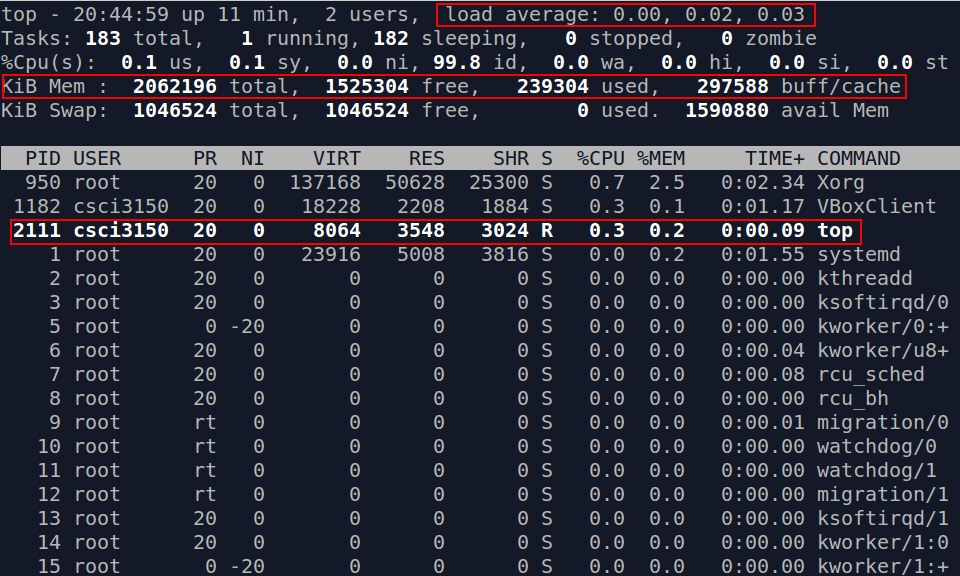 top - 20:44:59 up 11 min,  2 users,  load average: 0.00, 0.02, 0.03
Tasks: 183 total,   1 running, 182 sleeping,   0 stopped,   0 zombie
%Cpu(s):  0.1 us,  0.1 sy,  0.0 ni, 99.8 id,  0.0 wa,  0.0 hi,  0.0 si,  0.0 st
KiB Mem :  2062196 total,  1525304 free,   239304 used,   297588 buff/cache
KiB Swap:  1046524 total,  1046524 free,        0 used.  1590880 avail Mem
PID USER      PR  NI    VIRT    RES    SHR S  %CPU %MEM     TIME+ COMMAND
950 root      20   0  137168  50628  25300 S   0.7  2.5   0:02.34 Xorg
1182 csci3150  20   0   18228   2208   1884 S   0.3  0.1   0:01.17 VBoxClient
2111 csci3150  20   0    8064   3548   3024 R   0.3  0.2   0:00.09 top
1 root      20   0   23916   5008   3816 S   0.0  0.2   0:01.55 systemd
2 root      20   0       0      0      0 S   0.0  0.0   0:00.00 kthreadd
3 root      20   0       0      0      0 S   0.0  0.0   0:00.00 ksoftirqd/0
5 root       0 -20       0      0      0 S   0.0  0.0   0:00.00 kworker/0:+
6 root      20   0       0      0      0 S   0.0  0.0   0:00.04 kworker/u8+
7 root      20   0       0      0      0 S   0.0  0.0   0:00.08 rcu_sched
8 root      20   0       0      0      0 S   0.0  0.0   0:00.00 rcu_bh
9 root      rt   0       0      0      0 S   0.0  0.0   0:00.01 migration/0
10 root      rt   0       0      0      0 S   0.0  0.0   0:00.00 watchdog/0
11 root      rt   0       0      0      0 S   0.0  0.0   0:00.00 watchdog/1
12 root      rt   0       0      0      0 S   0.0  0.0   0:00.00 migration/1
13 root      20   0       0      0      0 S   0.0  0.0   0:00.00 ksoftirqd/1
14 root      20   0       0      0      0 S   0.0  0.0   0:00.00 kworker/1:0
15 root       0 -20       0      0      0 S   0.0  0.0   0:00.00 kworker/1:+